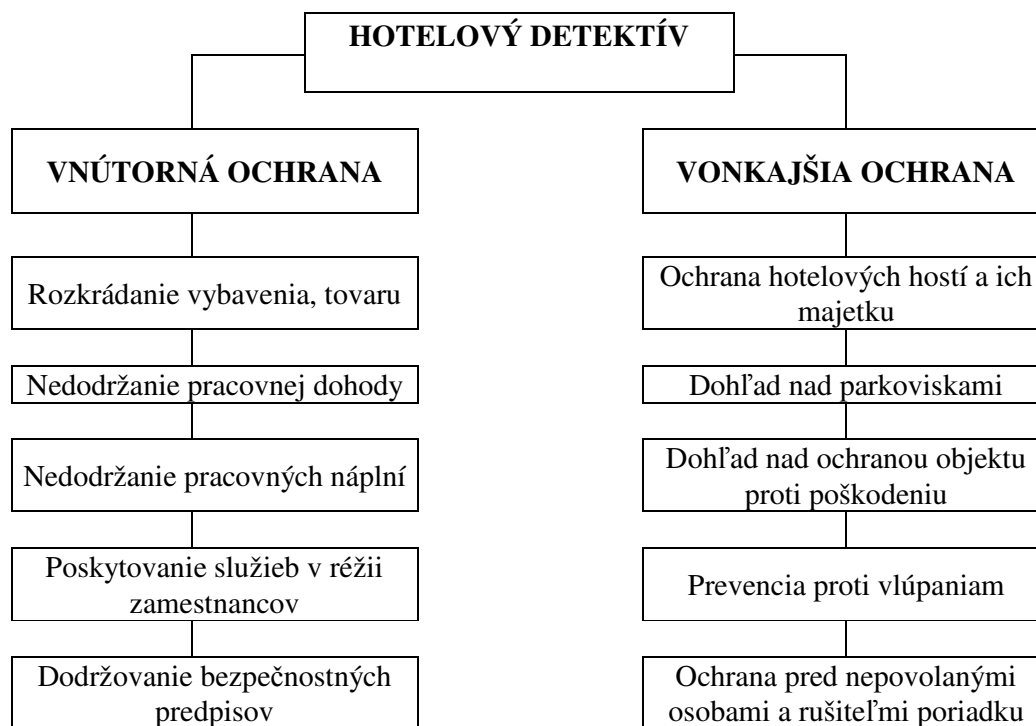 HOTELOVÝ DETEKTÍV
VNÚTORNÁ OCHRANA
Rozkrádanie vybavenia, tovaru
Nedodržanie pracovnej dohody
Nedodržanie pracovných náplní
Poskytovanie služieb v réžii
zamestnancov
Dodržovanie bezpečnostných
predpisov
VONKAJŠIA OCHRANA
Ochrana hotelových hostí a ich
majetku
Dohľad nad parkoviskami
Dohľad nad ochranou objektu
proti poškodeniu
Prevencia proti vlúpaniam
Ochrana pred nepovolanými
osobami a rušiteľmi poriadku